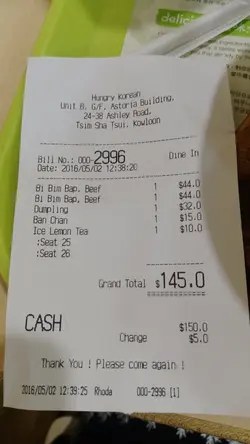 delicio
Hungry Korean
Unit B, G/F, Astoria Building,
24-38 Ashley Road,
Tsim Sha Tsui, Kowloon
Bill No.: 000-2996 Dine In
Date: 2016/05/02 12:38:20
Bi Bim Bap, Beef 1 $44.0
Bi Bim Bap, Beef 1 $44.0
Dumpling 1 $32.0
Ban Chan 1 $15.0
Ice Lemon Tea 1 $10.0
:Seat 25
:Seat 26
Grand Total $145.0
CASH $150.0
Change $5.0
Thank You ! Please come again !
2016/05/02 12:39:25 Rhoda 000-2996 [1]